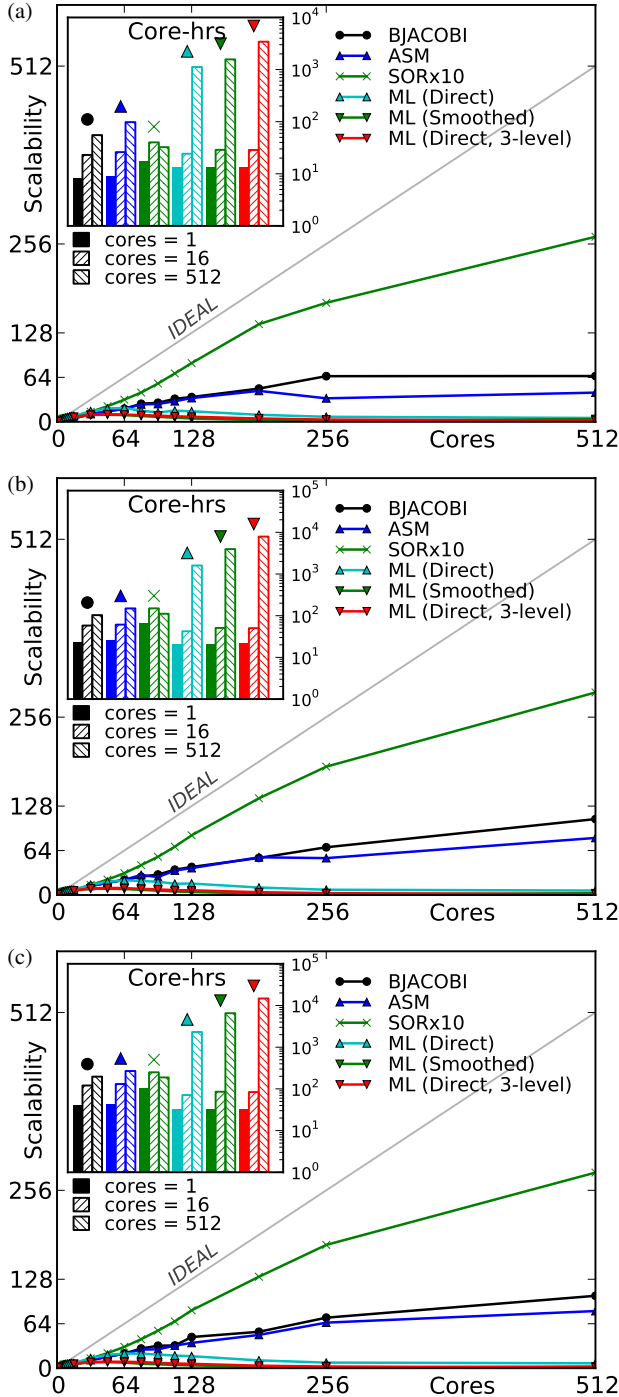 (a)
Core-hrs
10^4
10^3
10^2
10^1
10^0
BJACOBI
ASM
SORx10
ML (Direct)
ML (Smoothed)
ML (Direct, 3-level)
cores = 1
cores = 16
cores = 512
IDEAL
Scalability
512
256
128
64
0
0 64 128 256 Cores 512
(b)
Core-hrs
10^5
10^4
10^3
10^2
10^1
10^0
BJACOBI
ASM
SORx10
ML (Direct)
ML (Smoothed)
ML (Direct, 3-level)
cores = 1
cores = 16
cores = 512
IDEAL
Scalability
512
256
128
64
0
0 64 128 256 Cores 512
(c)
Core-hrs
10^5
10^4
10^3
10^2
10^1
10^0
BJACOBI
ASM
SORx10
ML (Direct)
ML (Smoothed)
ML (Direct, 3-level)
cores = 1
cores = 16
cores = 512
IDEAL
Scalability
512
256
128
64
0
0 64 128 256 Cores 512